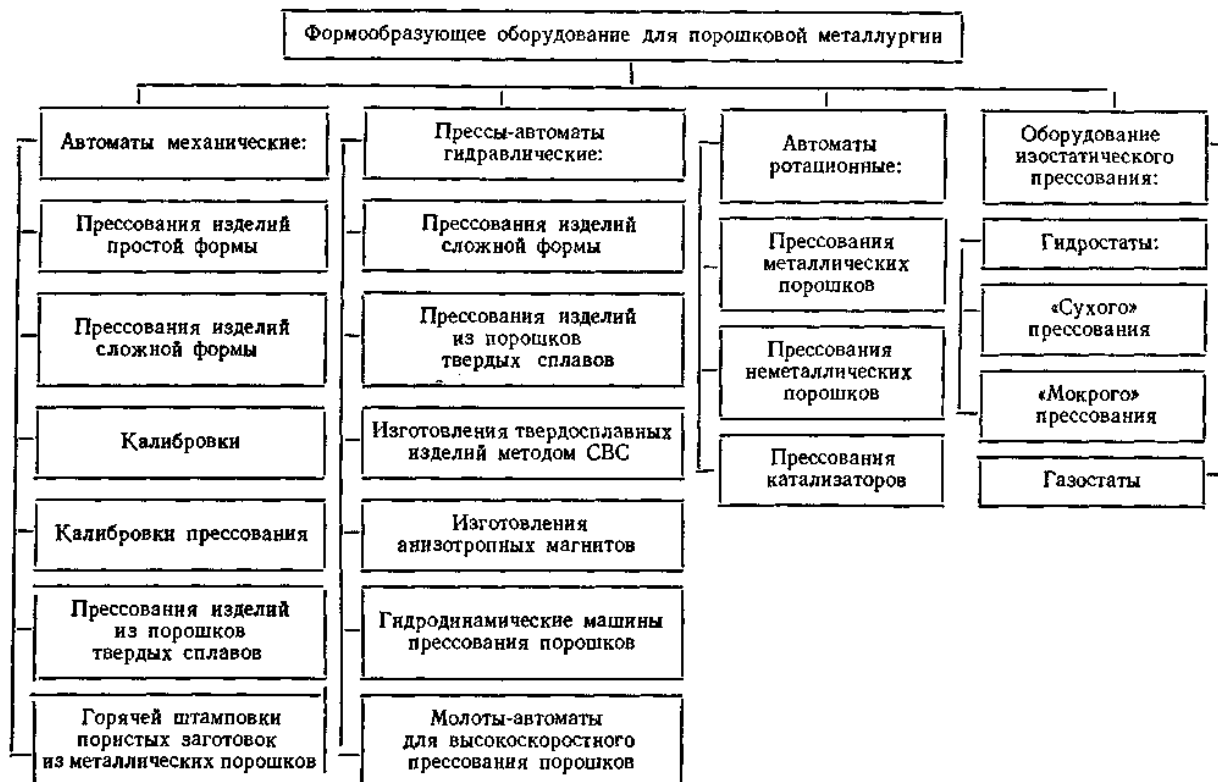 Формообразующее оборудование для порошковой металлургии
Автоматы механические:
Прессования изделий
простой формы
Прессования изделий
сложной формы
Калибровки
Калибровки прессования
Прессования изделий
из порошков
твердых сплавов
Горячей штамповки
пористых заготовок
из металлических порошков
Прессы-автоматы
гидравлические:
Прессования изделий
сложной формы
Прессования изделий
из порошков
твердых сплавов
Изготовления твердосплавных
изделий методом СВС
Изготовления
анизотропных магнитов
Гидродинамические машины
прессования порошков
Молоты-автоматы
для высокоскоростного
прессования порошков
Автоматы
ротационные:
Прессования
металлических
порошков
Прессования
неметаллических
порошков
Прессования
катализаторов
Оборудование
изостатического
прессования:
Гидростаты:
«Сухого»
прессования
«Мокрого»
прессования
Газостаты